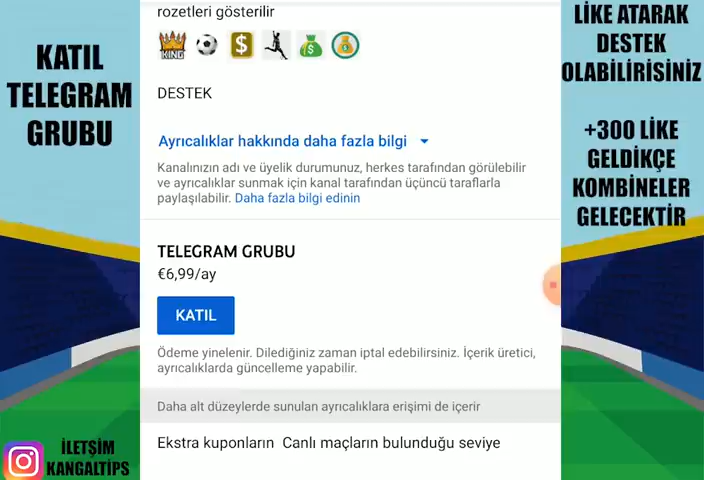 KATIL
TELEGRAM
GRUBU
rozetleri gösterilir
KING
$
$
$
DESTEK
Ayrıcalıklar hakkında daha fazla bilgi
Kanalınızın adı ve üyelik durumunuz, herkes tarafından görülebilir
ve ayrıcalıklar sunmak için kanal tarafından üçüncü taraflarla
paylaşılabilir. Daha fazla bilgi edinin
TELEGRAM GRUBU
€6,99/ay
KATIL
Ödeme yinelenir. Dilediğiniz zaman iptal edebilirsiniz. İçerik üretici,
ayrıcalıklarda güncelleme yapabilir.
Daha alt düzeylerde sunulan ayrıcalıklara erişimi de içerir
Ekstra kuponların Canlı maçların bulunduğu seviye
LİKE ATARAK
DESTEK
OLABİLİRİSİNİZ
+300 LİKE
GELDİKÇE
KOMBİNELER
GELECEKTİR
İLETŞİM
KANGALTİPS